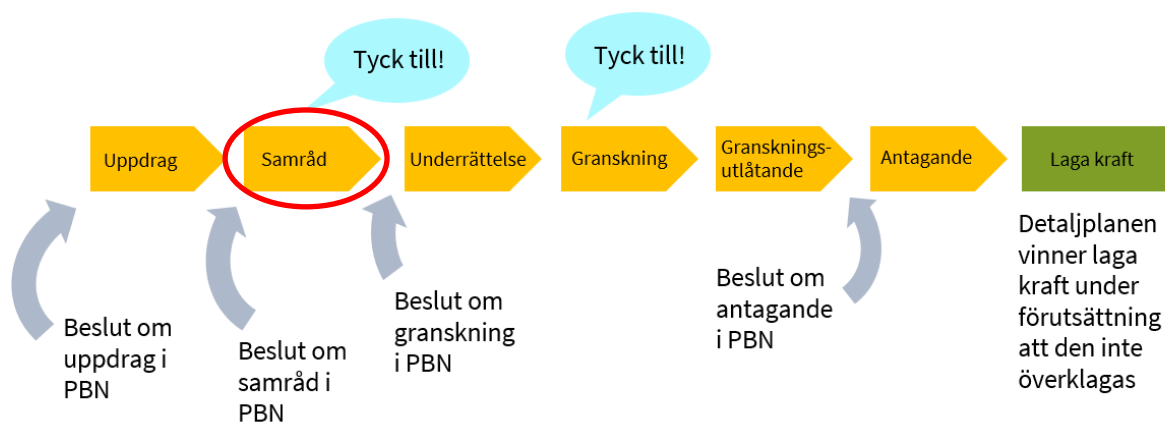 Tyck till!
Tyck till!
Uppdrag
Samråd
Underrättelse
Granskning
Gransknings-
utlåtande
Antagande
Laga kraft
Beslut om
uppdrag i
PBN
Beslut om
samråd i
PBN
Beslut om
granskning
i PBN
Beslut om
antagande
i PBN
Detaljplanen
vinner laga
kraft under
förutsättning
att den inte
överklagas